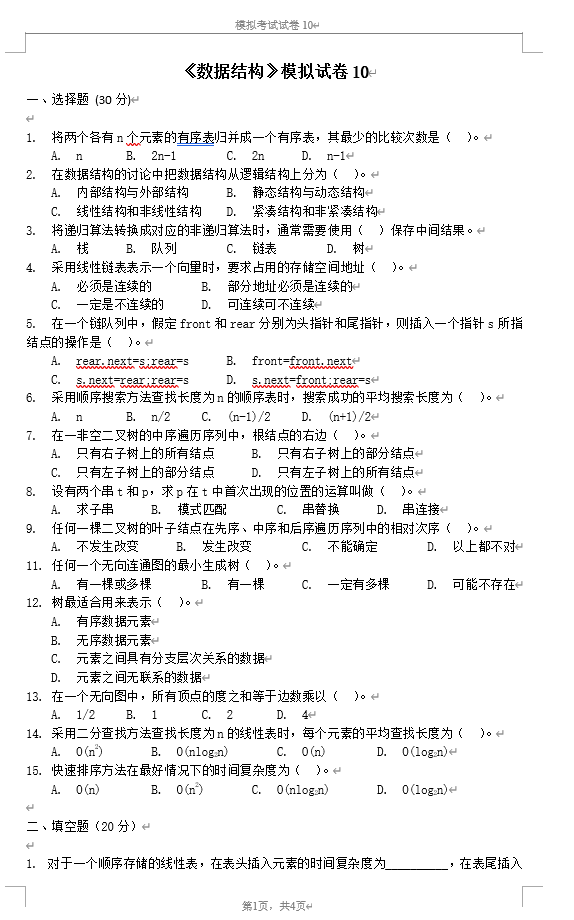 模拟考试试卷 10
《数据结构》模拟试卷 10
一、选择题 (30 分)
1. 将两个各有 n 个元素的有序表归并成一个有序表，其最少的比较次数是（ ）。
A. n B. 2n-1 C. 2n D. n-1
2. 在数据结构的讨论中把数据结构从逻辑结构上分为（ ）。
A. 内部结构与外部结构 B. 静态结构与动态结构
C. 线性结构和非线性结构 D. 紧凑结构和非紧凑结构
3. 将递归算法转换成对应的非递归算法时，通常需要使用（ ）保存中间结果。
A. 栈 B. 队列 C. 链表 D. 树
4. 采用线性链表表示一个向量时，要求占用的存储空间地址（ ）。
A. 必须是连续的 B. 部分地址必须是连续的
C. 一定是不连续的 D. 可连续可不连续
5. 在一个链队列中，假定 front 和 rear 分别为头指针和尾指针，则插入一个指针 s 所指
结点的操作是（ ）。
A. rear.next=s;rear=s B. front=front.next
C. s.next=rear;rear=s D. s.next=front;rear=s
6. 采用顺序搜索方法查找长度为 n 的顺序表时，搜索成功的平均搜索长度为（ ）。
A. n B. n/2 C. (n-1)/2 D. (n+1)/2
7. 在一非空二叉树的中序遍历序列中，根结点的右边（ ）。
A. 只有右子树上的所有结点 B. 只有右子树上的部分结点
C. 只有左子树上的部分结点 D. 只有左子树上的所有结点
8. 设有两个串 t 和 p，求 p 在 t 中首次出现的位置的运算叫做（ ）。
A. 求子串 B. 模式匹配 C. 串替换 D. 串连接
9. 任何一棵二叉树的叶子结点在先序、中序和后序遍历序列中的相对次序（ ）。
A. 不发生改变 B. 发生改变 C. 不能确定 D. 以上都不对
11. 任何一个无向连通图的最小生成树（ ）。
A. 有一棵或多棵 B. 有一棵 C. 一定有多棵 D. 可能不存在
12. 树最适合用来表示（ ）。
A. 有序数据元素
B. 无序数据元素
C. 元素之间具有分支层次关系的数据
D. 元素之间无联系的数据
13. 在一个无向图中，所有顶点的度之和等于边数乘以（ ）。
A. 1/2 B. 1 C. 2 D. 4
14. 采用二分查找方法查找长度为 n 的线性表时，每个元素的平均查找长度为（ ）。
A. O(n²) B. O(nlog₂n) C. O(n) D. O(log₂n)
15. 快速排序方法在最好情况下的时间复杂度为（ ）。
A. O(n) B. O(n²) C. O(nlog₂n) D. O(log₂n)
二、填空题（20 分）
1. 对于一个顺序存储的线性表，在表头插入元素的时间复杂度为__________，在表尾插入
第1页，共4页